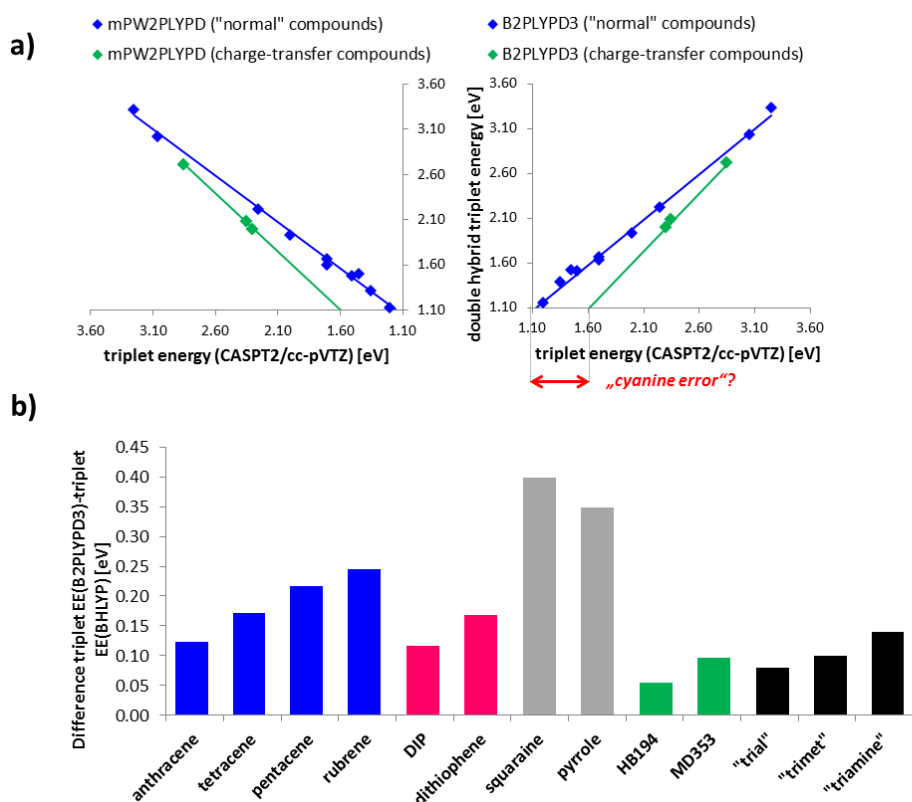 a)
mPW2PLYPD ("normal" compounds)
mPW2PLYPD (charge-transfer compounds)
B2PLYPD3 ("normal" compounds)
B2PLYPD3 (charge-transfer compounds)
3.60
3.10
2.60
2.10
1.60
1.10
3.60 3.10 2.60 2.10 1.60 1.10
triplet energy (CASPT2/cc-pVTZ) [eV]
double hybrid triplet energy [eV]
3.60
3.10
2.60
2.10
1.60
1.10
1.10 1.60 2.10 2.60 3.10 3.60
triplet energy (CASPT2/cc-pVTZ) [eV]
„cyanine error“?
b)
Difference triplet EE(B2PLYPD3)-triplet
EE(BHLYP) [eV]
0.45
0.40
0.35
0.30
0.25
0.20
0.15
0.10
0.05
0.00
anthracene
tetracene
pentacene
rubrene
DIP
dithiophene
squaraine
pyrrole
HB194
MD353
"trial"
"trimet"
"triamine"